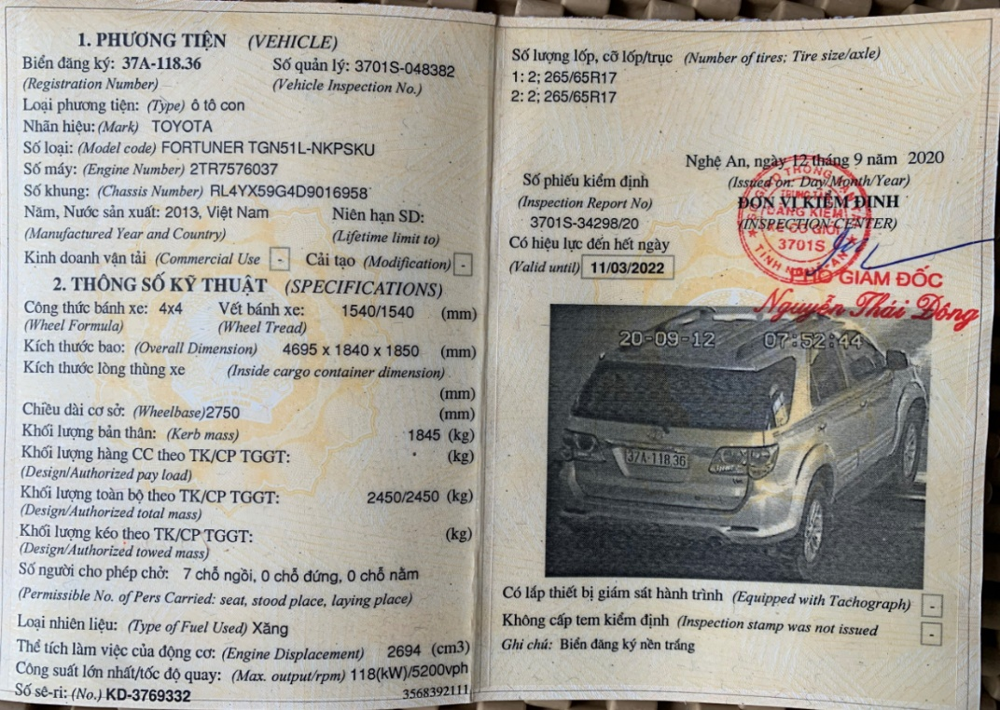 1. PHƯƠNG TIỆN (VEHICLE)
Biển đăng ký: 37A-118.36 Số quản lý: 3701S-048382
(Registration Number) (Vehicle Inspection No.)
Loại phương tiện: (Type) ô tô con
Nhãn hiệu: (Mark) TOYOTA
Số loại: (Model code) FORTUNER TGN51L-NKPSKU
Số máy: (Engine Number) 2TR7576037
Số khung: (Chassis Number) RL4YX59G4D9016958
Năm, Nước sản xuất: 2013, Việt Nam Niên hạn SD:
(Manufactured Year and Country) (Lifetime limit to)
Kinh doanh vận tải (Commercial Use - Cải tạo (Modification) -
2. THÔNG SỐ KỸ THUẬT (SPECIFICATIONS)
Công thức bánh xe: 4x4 Vết bánh xe: 1540/1540 (mm)
(Wheel Formula) (Wheel Tread)
Kích thước bao: (Overall Dimension) 4695 x 1840 x 1850 (mm)
Kích thước lòng thùng xe (Inside cargo container dimension)
(mm)
Chiều dài cơ sở: (Wheelbase)2750 (mm)
Khối lượng bản thân: (Kerb mass) 1845 (kg)
Khối lượng hàng CC theo TK/CP TGGT: (kg)
(Design/Authorized pay load)
Khối lượng toàn bộ theo TK/CP TGGT: 2450/2450 (kg)
(Design/Authorized total mass)
Khối lượng kéo theo TK/CP TGGT: (kg)
(Design/Authorized towed mass)
Số người cho phép chở: 7 chỗ ngồi, 0 chỗ đứng, 0 chỗ nằm
(Permissible No. of Pers Carried: seat, stood place, laying place)
Loại nhiên liệu: (Type of Fuel Used) Xăng
Thể tích làm việc của động cơ: (Engine Displacement) 2694 (cm3)
Công suất lớn nhất/tốc độ quay: (Max. output/rpm) 118(kW)/5200vph
Số sê-ri: (No.) KD-3769332 3568392111
Số lượng lốp, cỡ lốp/trục (Number of tires; Tire size/axle)
1: 2; 265/65R17
2: 2; 265/65R17
Nghệ An, ngày 12 tháng 9 năm 2020
(Issued on: Day/Month/Year)
ĐƠN VỊ KIỂM ĐỊNH
(INSPECTION CENTER)
Số phiếu kiểm định
(Inspection Report No)
3701S-34298/20
Có hiệu lực đến hết ngày
(Valid until) 11/03/2022
TRUNG TÂM
ĐĂNG KIỂM
XE CƠ GIỚI
3701S
PHÓ GIÁM ĐỐC
Nguyễn Thái Đông
20-09-12 07:52:44
37A-118.36
Có lắp thiết bị giám sát hành trình (Equipped with Tachograph) -
Không cấp tem kiểm định (Inspection stamp was not issued -
Ghi chú: Biển đăng ký nền trắng